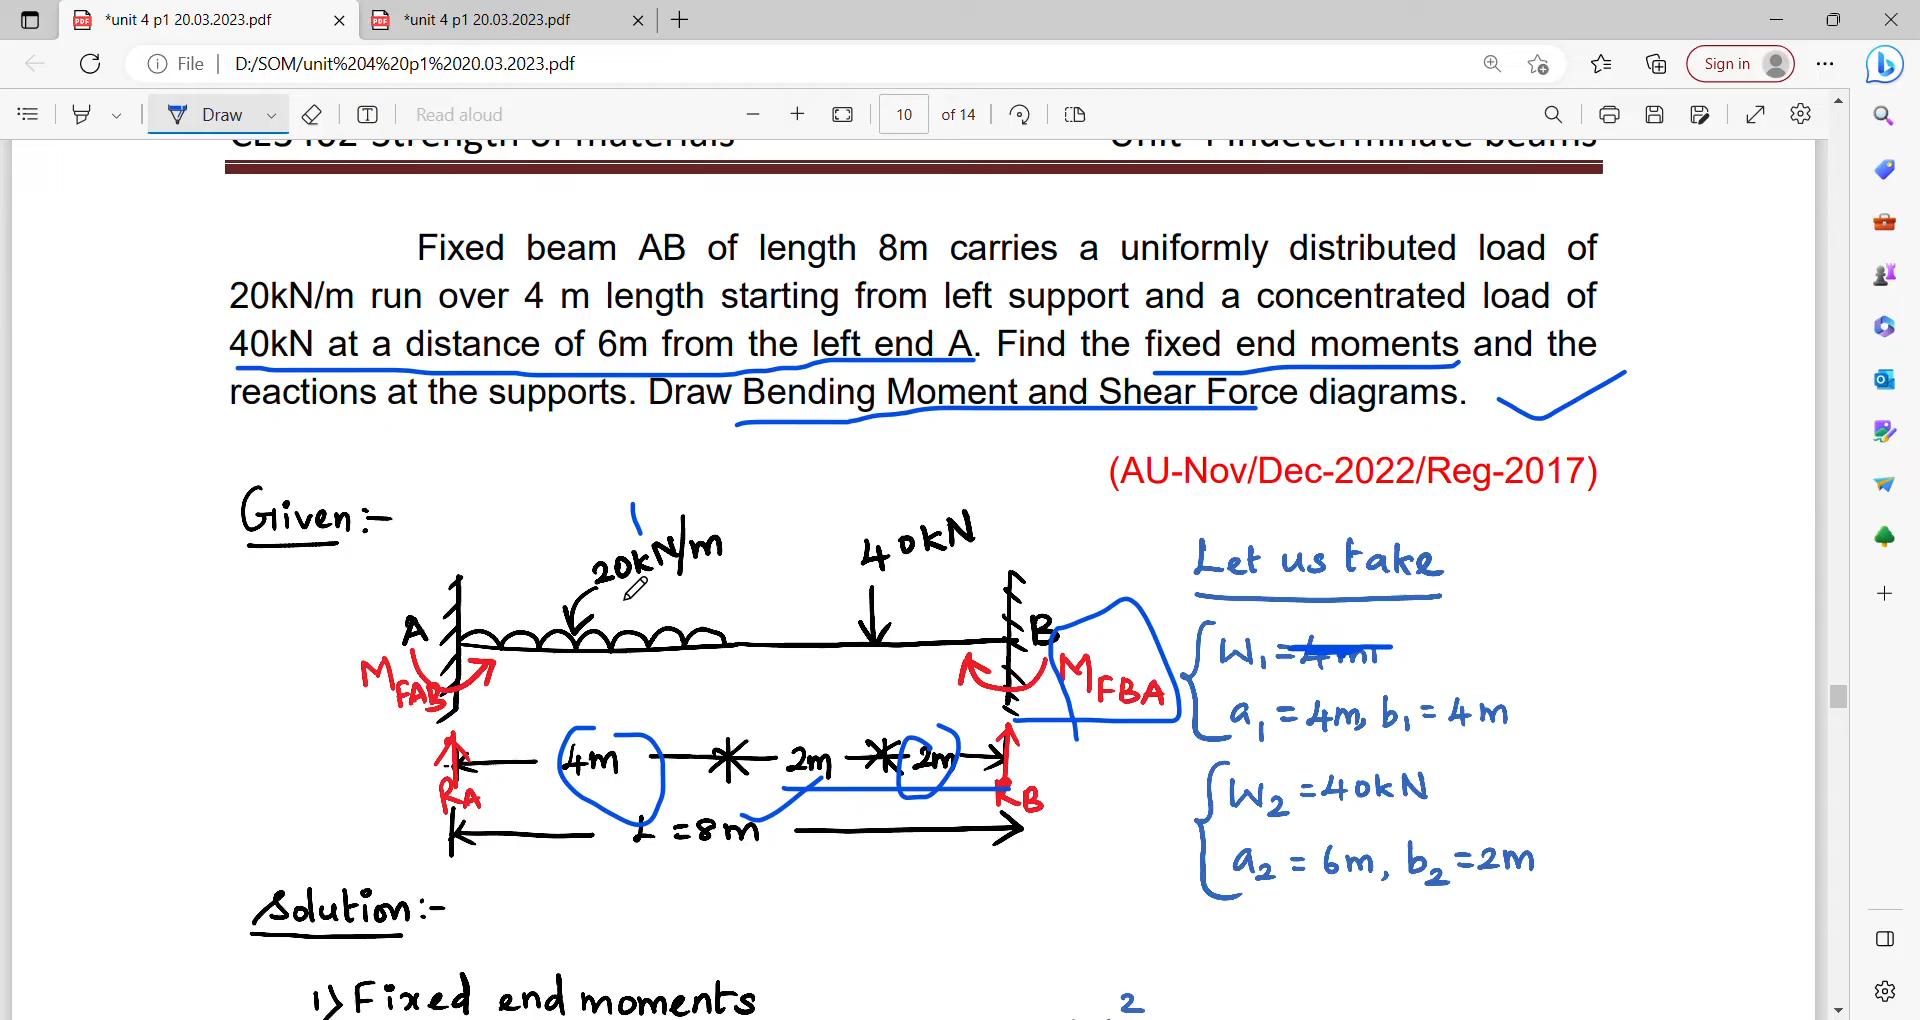 *unit 4 p1 20.03.2023.pdf
*unit 4 p1 20.03.2023.pdf
File
D:/SOM/unit%204%20p1%2020.03.2023.pdf
Sign in
Draw
Read aloud
10 of 14
Fixed beam AB of length 8m carries a uniformly distributed load of
20kN/m run over 4 m length starting from left support and a concentrated load of
40kN at a distance of 6m from the left end A. Find the fixed end moments and the
reactions at the supports. Draw Bending Moment and Shear Force diagrams.
(AU-Nov/Dec-2022/Reg-2017)
Given:-
20kN/m
40kN
A
B
MFAB
MFBA
4m
2m
2m
RA
RB
L = 8m
Let us take
W1 =
a1 = 4m, b1 = 4m
W2 = 40kN
a2 = 6m, b2 = 2m
Solution:-
1) Fixed end moments
2